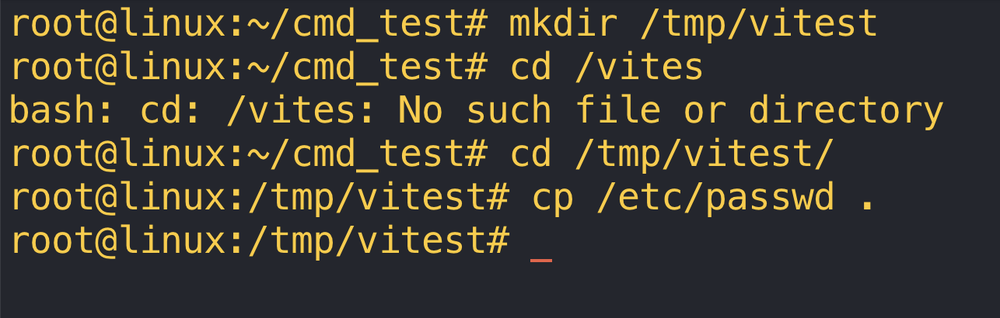 root@linux:~/cmd_test# mkdir /tmp/vitest
root@linux:~/cmd_test# cd /vites
bash: cd: /vites: No such file or directory
root@linux:~/cmd_test# cd /tmp/vitest/
root@linux:/tmp/vitest# cp /etc/passwd .
root@linux:/tmp/vitest# _